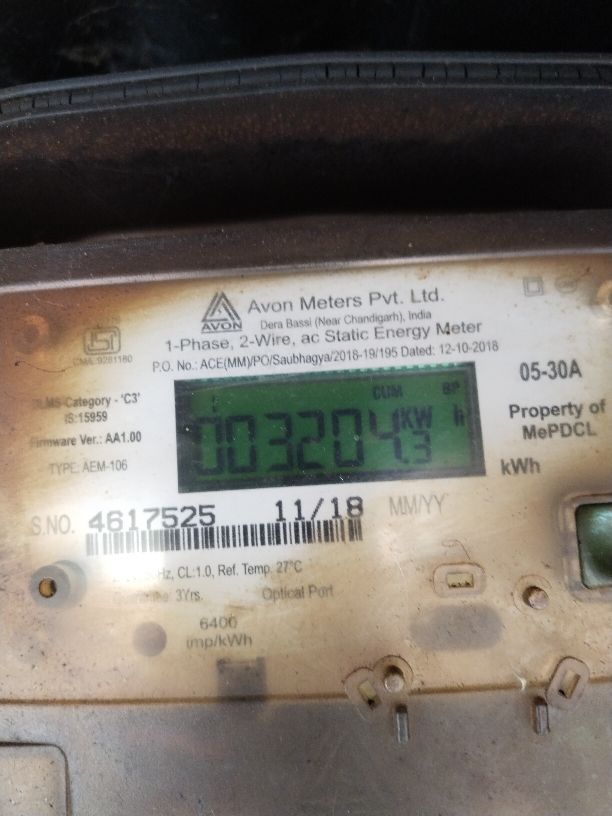 AVON
Avon Meters Pvt. Ltd.
Dera Bassi (Near Chandigarh), India
1-Phase, 2-Wire, ac Static Energy Meter
P.O. No.: ACE(MM)/PO/Saubhagya/2018-19/195 Dated: 12-10-2018
CM/L-9281180
05-30A
Category - 'C3'
IS:15959
Firmware Ver.: AA1.00
TYPE: AEM-106
CUM
003204.3
KW h
kWh
Property of
MePDCL
S.NO. 4617525 11/18 MM/YY
Hz, CL:1.0, Ref. Temp. 27°C
3Yrs. Optical Port
6400
imp/kWh